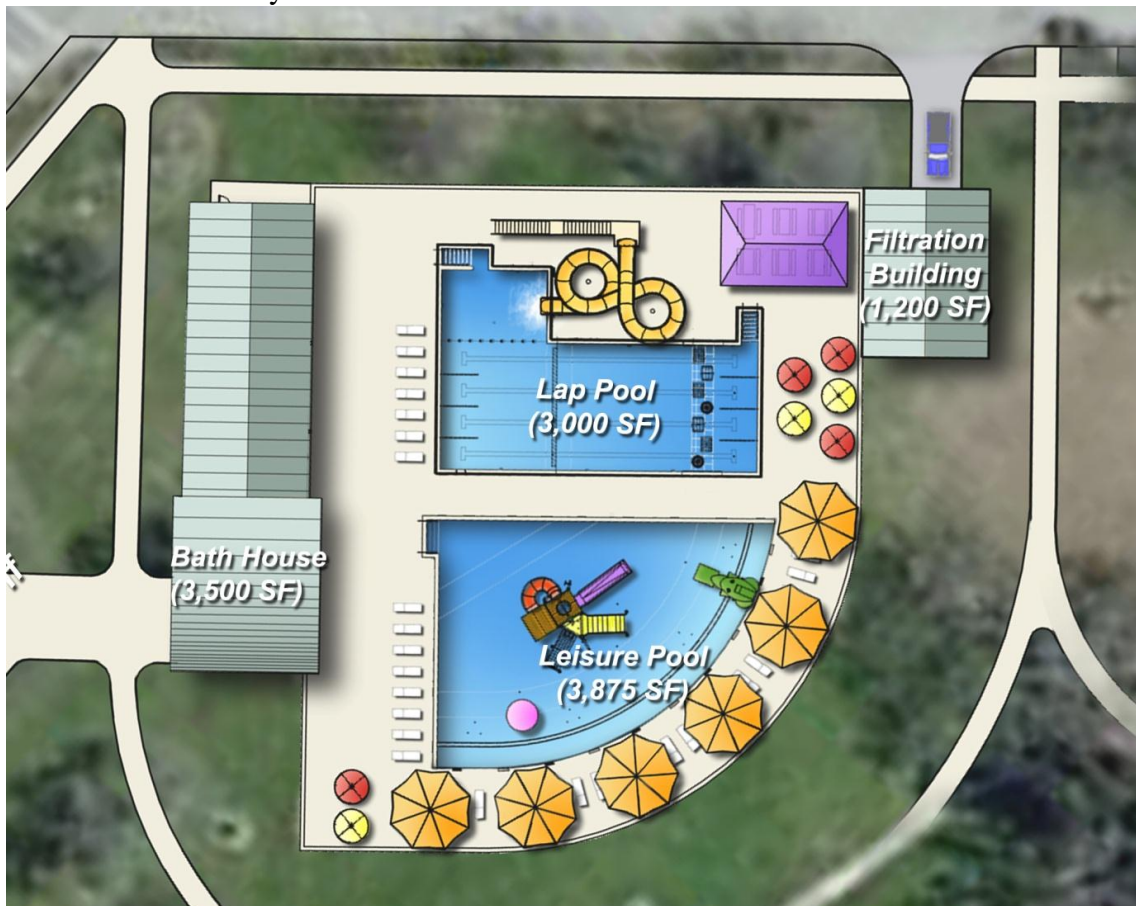 Filtration
Building
(1,200 SF)
Lap Pool
(3,000 SF)
Bath House
(3,500 SF)
Leisure Pool
(3,875 SF)